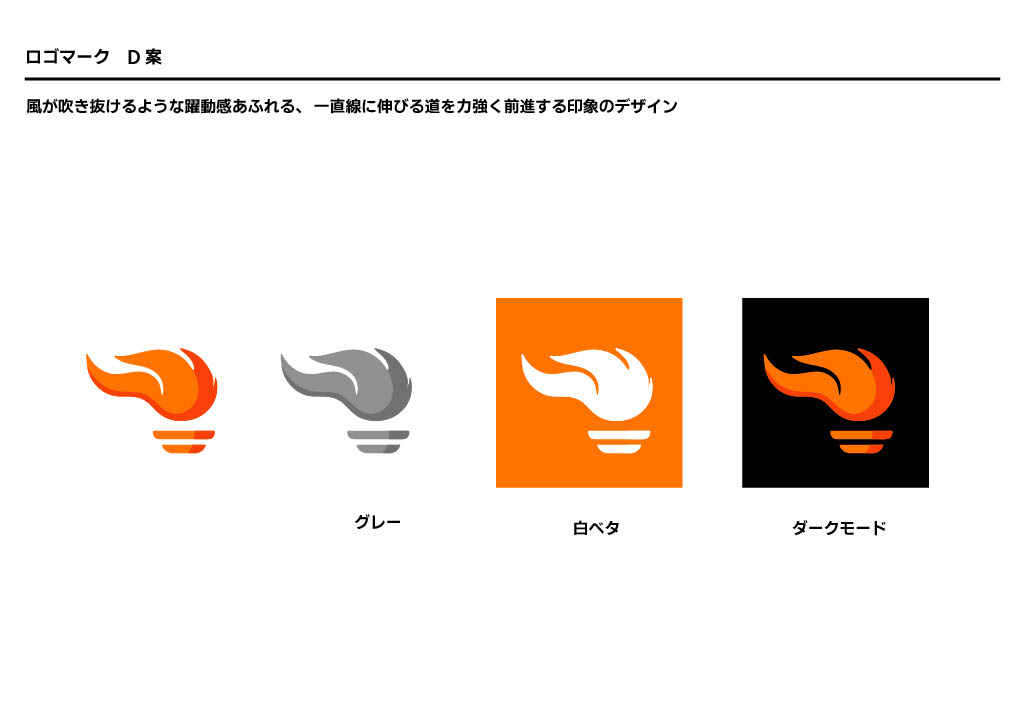 ロゴマーク　D 案
風が吹き抜けるような躍動感あふれる、一直線に伸びる道を力強く前進する印象のデザイン
グレー
白ベタ
ダークモード